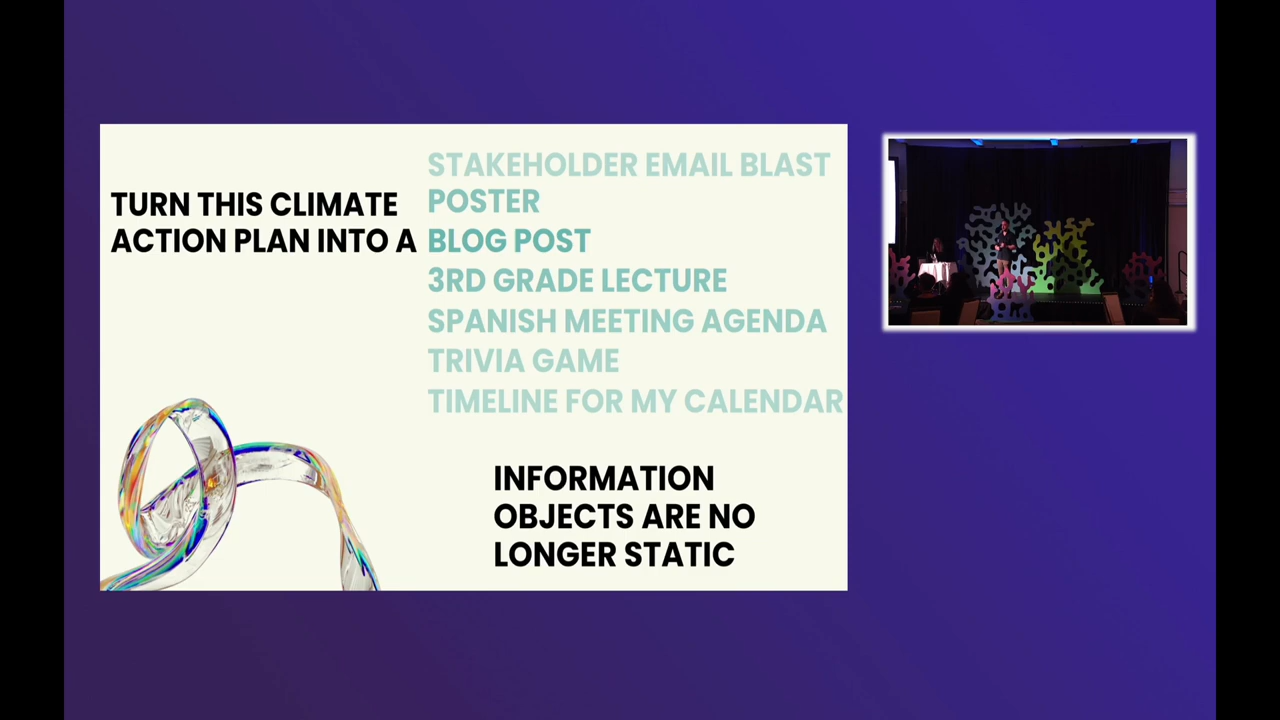 STAKEHOLDER EMAIL BLAST
TURN THIS CLIMATE
ACTION PLAN INTO A
POSTER
BLOG POST
3RD GRADE LECTURE
SPANISH MEETING AGENDA
TRIVIA GAME
TIMELINE FOR MY CALENDAR
INFORMATION
OBJECTS ARE NO
LONGER STATIC